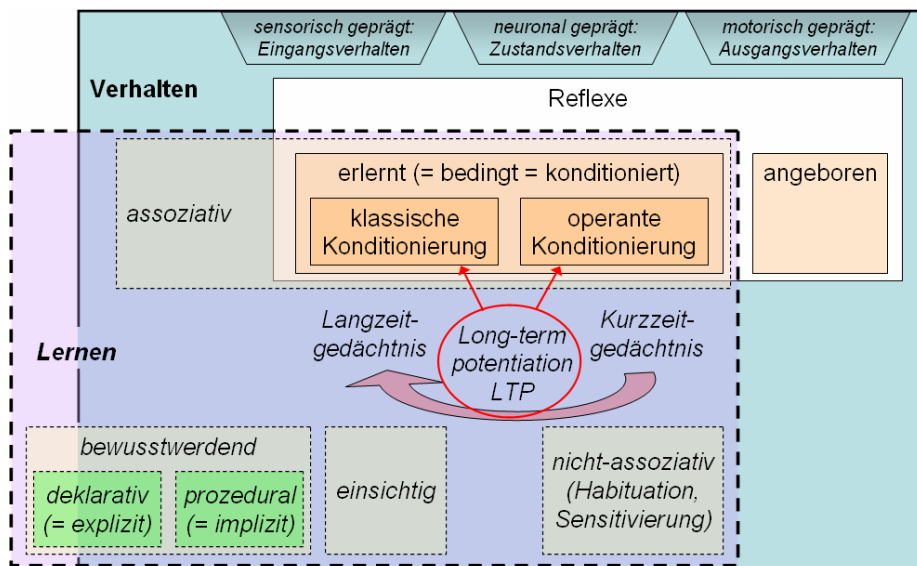 sensorisch geprägt:
Eingangsverhalten
neuronal geprägt:
Zustandsverhalten
motorisch geprägt:
Ausgangsverhalten
Verhalten
Reflexe
assoziativ
erlernt (= bedingt = konditioniert)
klassische
Konditionierung
operante
Konditionierung
angeboren
Lernen
Langzeit-
gedächtnis
Long-term
potentiation
LTP
Kurzzeit-
gedächtnis
bewusstwerdend
deklarativ
(= explizit)
prozedural
(= implizit)
einsichtig
nicht-assoziativ
(Habituation,
Sensitivierung)